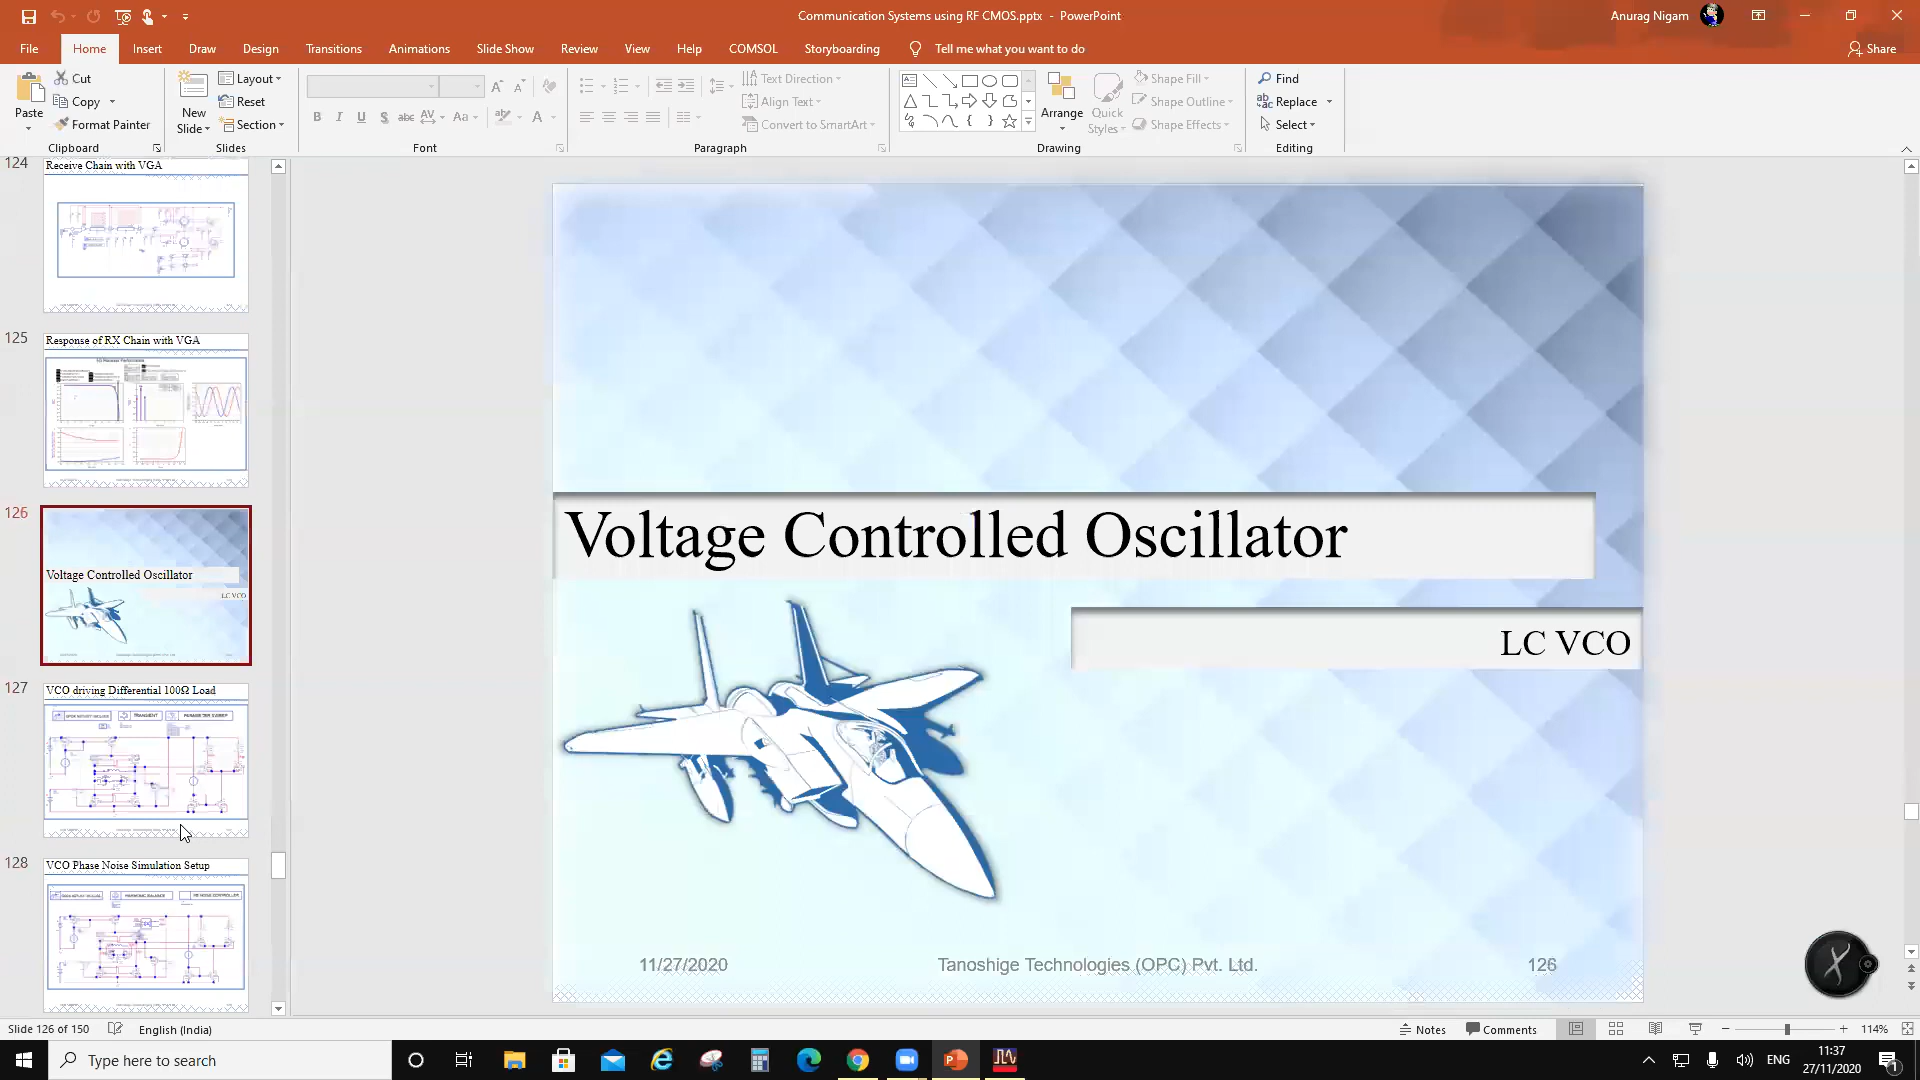 Communication Systems using RF CMOS.pptx - PowerPoint
Anurag Nigam
File Home Insert Draw Design Transitions Animations Slide Show Review View Help COMSOL Storyboarding Tell me what you want to do Share
Paste
Cut
Copy
Format Painter
Clipboard
New Slide
Layout
Reset
Section
Slides
Font
Text Direction
Align Text
Convert to SmartArt
Paragraph
Arrange
Quick Styles
Shape Fill
Shape Outline
Shape Effects
Drawing
Find
Replace
Select
Editing
124
Receive Chain with VGA
125
Response of RX Chain with VGA
126
Voltage Controlled Oscillator
LC VCO
127
VCO driving Differential 100Ω Load
TRANSIENT
PARAMETER SWEEP
128
VCO Phase Noise Simulation Setup
HARMONIC BALANCE
Voltage Controlled Oscillator
LC VCO
11/27/2020
Tanoshige Technologies (OPC) Pvt. Ltd.
126
Slide 126 of 150
English (India)
Notes
Comments
114%
Type here to search
ENG
11:37
27/11/2020
1